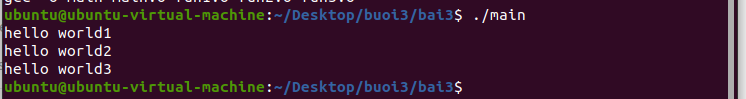 ubuntu@ubuntu-virtual-machine:~/Desktop/buoi3/bai3$ ./main
hello world1
hello world2
hello world3
ubuntu@ubuntu-virtual-machine:~/Desktop/buoi3/bai3$